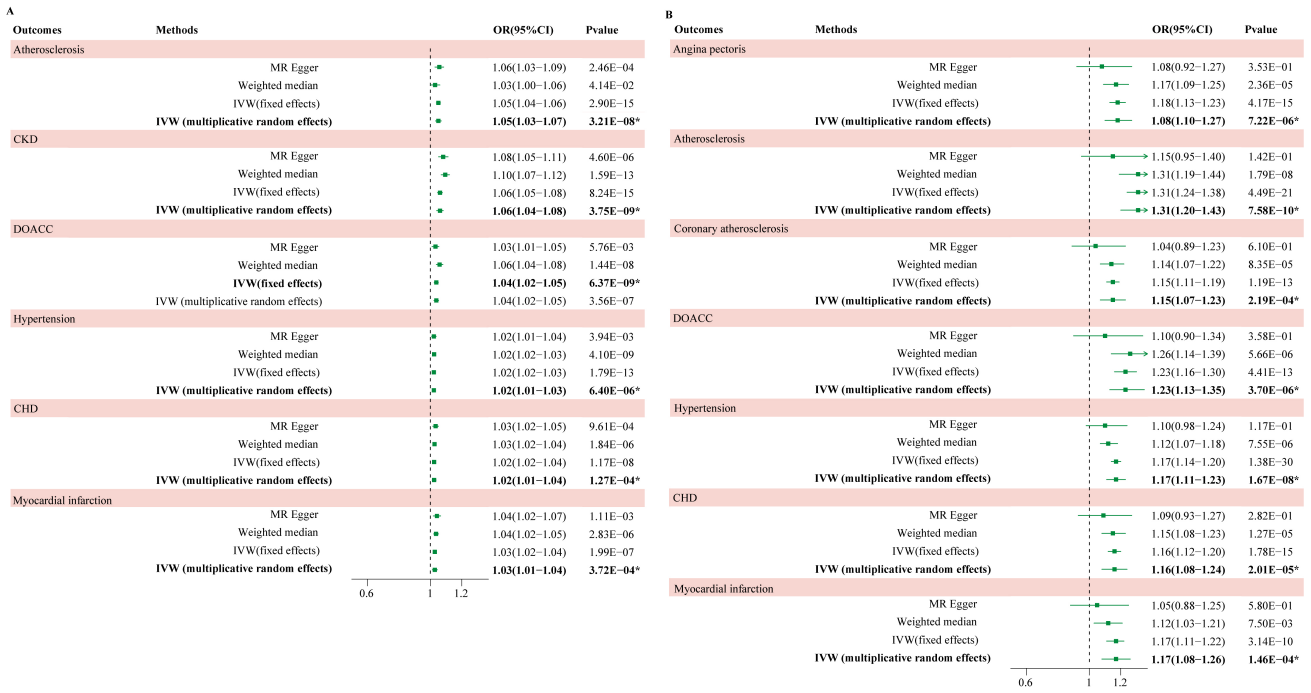 A
Outcomes Methods OR(95%CI) Pvalue
Atherosclerosis
MR Egger 1.06(1.03−1.09) 2.46E−04
Weighted median 1.03(1.00−1.06) 4.14E−02
IVW(fixed effects) 1.05(1.04−1.06) 2.90E−15
IVW (multiplicative random effects) 1.05(1.03−1.07) 3.21E−08*
CKD
MR Egger 1.08(1.05−1.11) 4.60E−06
Weighted median 1.10(1.07−1.12) 1.59E−13
IVW(fixed effects) 1.06(1.05−1.08) 8.24E−15
IVW (multiplicative random effects) 1.06(1.04−1.08) 3.75E−09*
DOACC
MR Egger 1.03(1.01−1.05) 5.76E−03
Weighted median 1.06(1.04−1.08) 1.44E−08
IVW(fixed effects) 1.04(1.02−1.05) 6.37E−09*
IVW (multiplicative random effects) 1.04(1.02−1.05) 3.56E−07
Hypertension
MR Egger 1.02(1.01−1.04) 3.94E−03
Weighted median 1.02(1.02−1.03) 4.10E−09
IVW(fixed effects) 1.02(1.02−1.03) 1.79E−13
IVW (multiplicative random effects) 1.02(1.01−1.03) 6.40E−06*
CHD
MR Egger 1.03(1.02−1.05) 9.61E−04
Weighted median 1.03(1.02−1.04) 1.84E−06
IVW(fixed effects) 1.02(1.02−1.04) 1.17E−08
IVW (multiplicative random effects) 1.02(1.01−1.04) 1.27E−04*
Myocardial infarction
MR Egger 1.04(1.02−1.07) 1.11E−03
Weighted median 1.04(1.02−1.05) 2.83E−06
IVW(fixed effects) 1.03(1.02−1.04) 1.99E−07
IVW (multiplicative random effects) 1.03(1.01−1.04) 3.72E−04*
0.6 1 1.2
B
Outcomes Methods OR(95%CI) Pvalue
Angina pectoris
MR Egger 1.08(0.92−1.27) 3.53E−01
Weighted median 1.17(1.09−1.25) 2.36E−05
IVW(fixed effects) 1.18(1.13−1.23) 4.17E−15
IVW (multiplicative random effects) 1.08(1.10−1.27) 7.22E−06*
Atherosclerosis
MR Egger 1.15(0.95−1.40) 1.42E−01
Weighted median 1.31(1.19−1.44) 1.79E−08
IVW(fixed effects) 1.31(1.24−1.38) 4.49E−21
IVW (multiplicative random effects) 1.31(1.20−1.43) 7.58E−10*
Coronary atherosclerosis
MR Egger 1.04(0.89−1.23) 6.10E−01
Weighted median 1.14(1.07−1.22) 8.35E−05
IVW(fixed effects) 1.15(1.11−1.19) 1.19E−13
IVW (multiplicative random effects) 1.15(1.07−1.23) 2.19E−04*
DOACC
MR Egger 1.10(0.90−1.34) 3.58E−01
Weighted median 1.26(1.14−1.39) 5.66E−06
IVW(fixed effects) 1.23(1.16−1.30) 4.41E−13
IVW (multiplicative random effects) 1.23(1.13−1.35) 3.70E−06*
Hypertension
MR Egger 1.10(0.98−1.24) 1.17E−01
Weighted median 1.12(1.07−1.18) 7.55E−06
IVW(fixed effects) 1.17(1.14−1.20) 1.38E−30
IVW (multiplicative random effects) 1.17(1.11−1.23) 1.67E−08*
CHD
MR Egger 1.09(0.93−1.27) 2.82E−01
Weighted median 1.15(1.08−1.23) 1.27E−05
IVW(fixed effects) 1.16(1.12−1.20) 1.78E−15
IVW (multiplicative random effects) 1.16(1.08−1.24) 2.01E−05*
Myocardial infarction
MR Egger 1.05(0.88−1.25) 5.80E−01
Weighted median 1.12(1.03−1.21) 7.50E−03
IVW(fixed effects) 1.17(1.11−1.22) 3.14E−10
IVW (multiplicative random effects) 1.17(1.08−1.26) 1.46E−04*
0.6 1 1.2